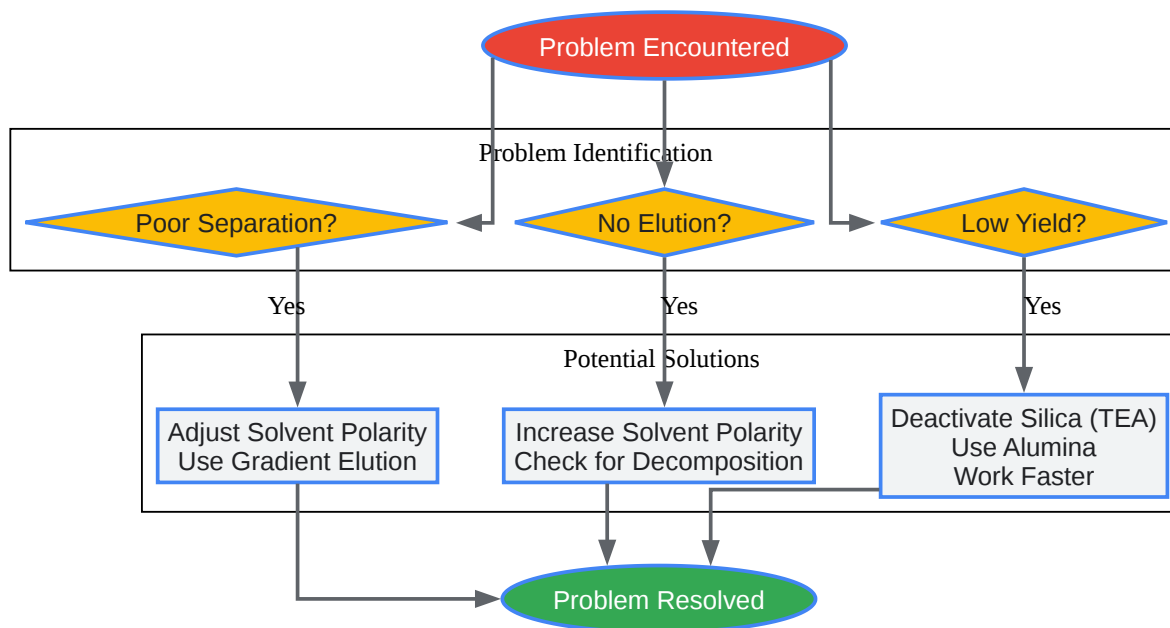 Problem Encountered
Problem Identification
Poor Separation?
No Elution?
Low Yield?
Yes
Yes
Yes
Potential Solutions
Adjust Solvent Polarity
Use Gradient Elution
Increase Solvent Polarity
Check for Decomposition
Deactivate Silica (TEA)
Use Alumina
Work Faster
Problem Resolved